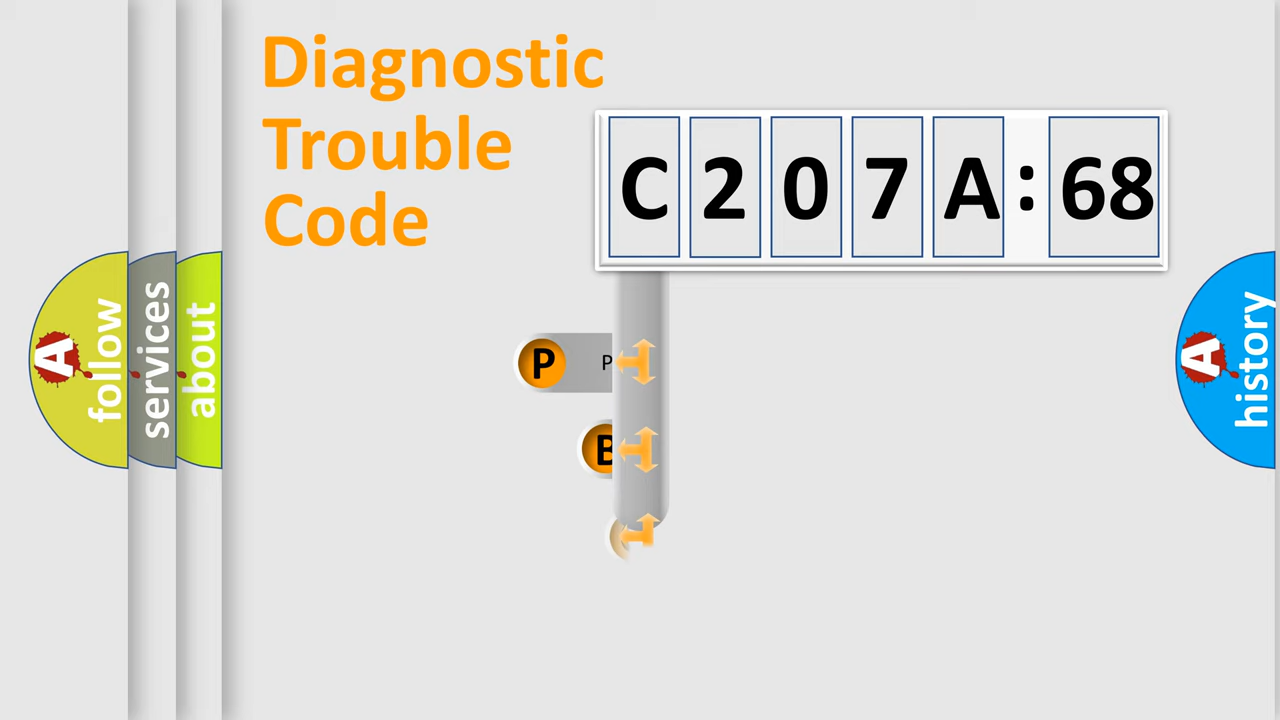 Diagnostic
Trouble
Code
C207A:68
P
P
B
A follow
services
about
A history